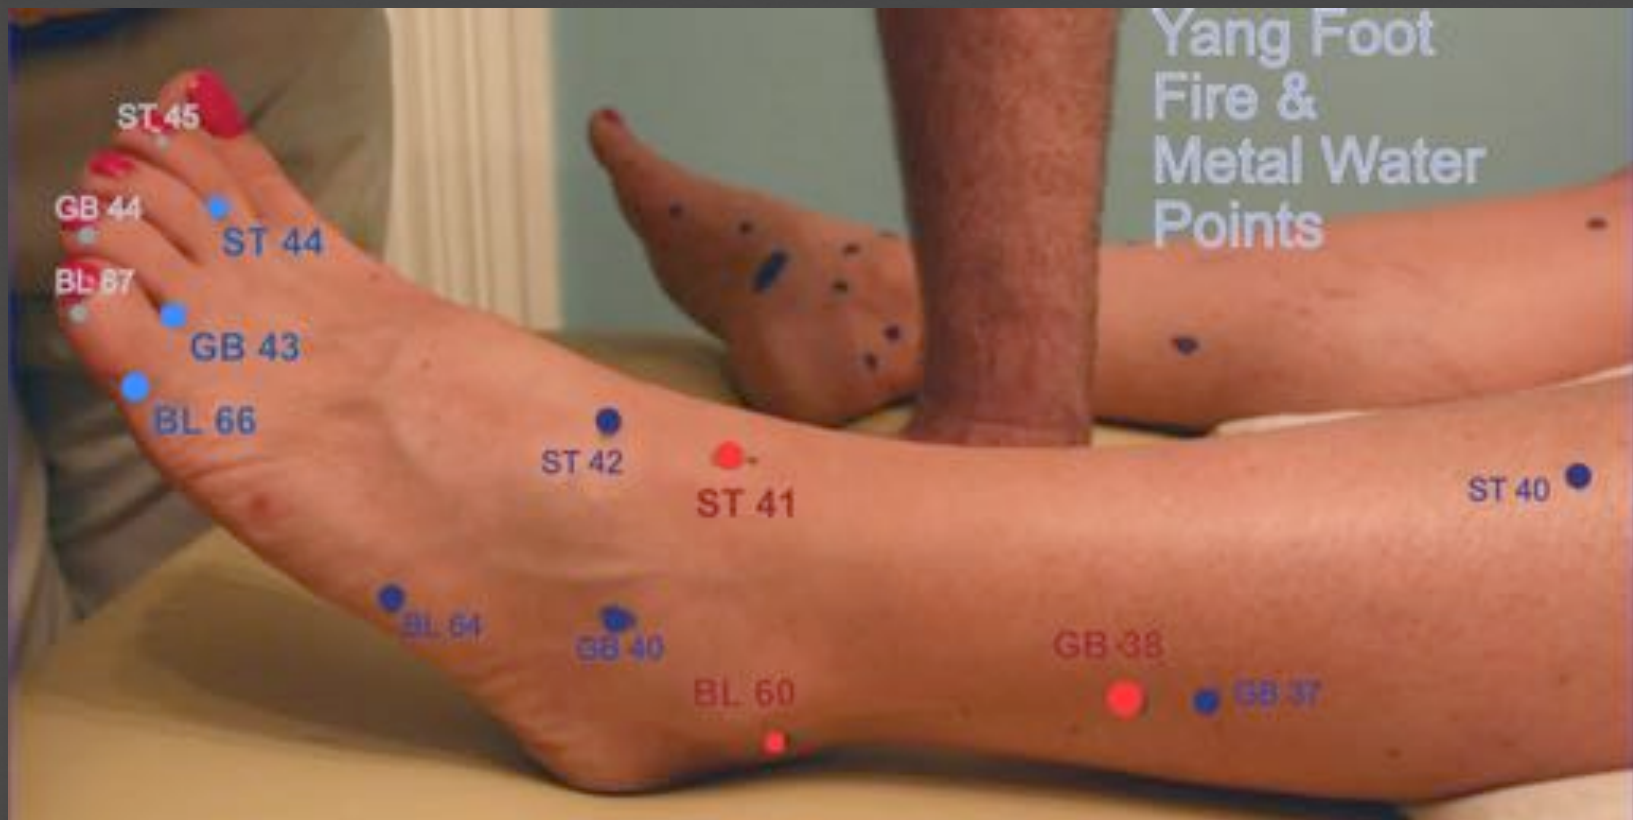 Yang Foot
Fire &
Metal Water
Points
ST 45
GB 44
ST 44
BL 67
GB 43
BL 66
ST 42
ST 41
ST 40
BL 64
GB 40
GB 38
BL 60
GB 37